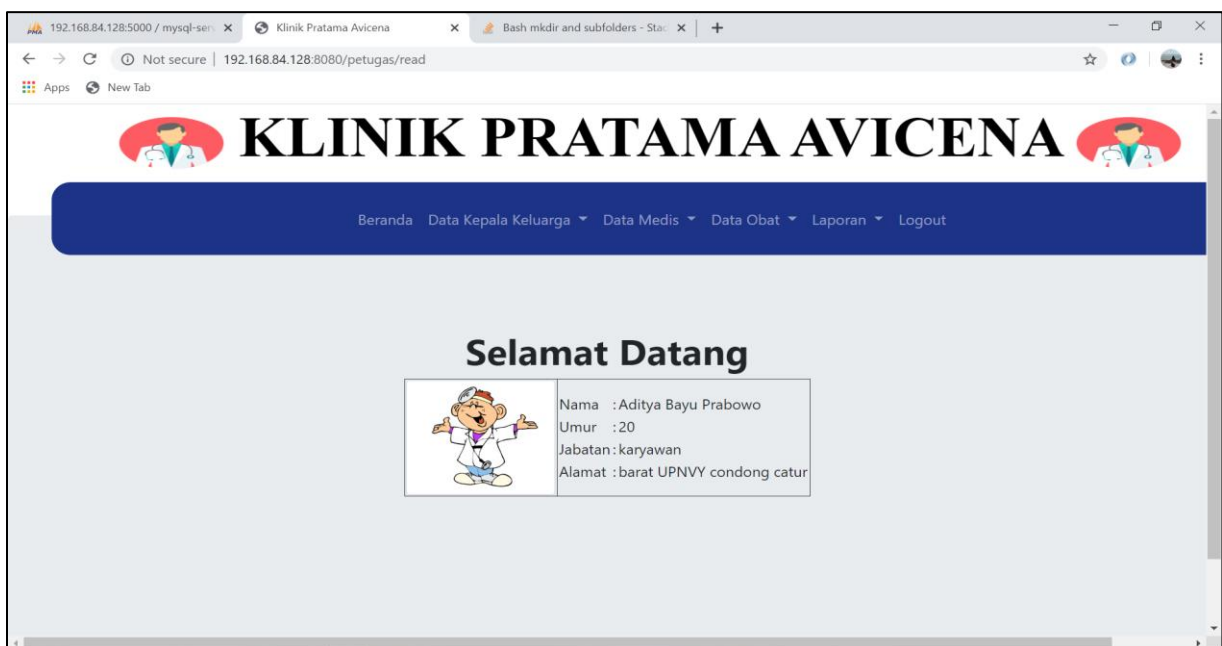 192.168.84.128:5000 / mysql-serv
Klinik Pratama Avicena
Bash mkdir and subfolders - Stac
Not secure | 192.168.84.128:8080/petugas/read
Apps New Tab
KLINIK PRATAMA AVICENA
Beranda Data Kepala Keluarga Data Medis Data Obat Laporan Logout
Selamat Datang
Nama :Aditya Bayu Prabowo
Umur :20
Jabatan:karyawan
Alamat :barat UPNVY condong catur